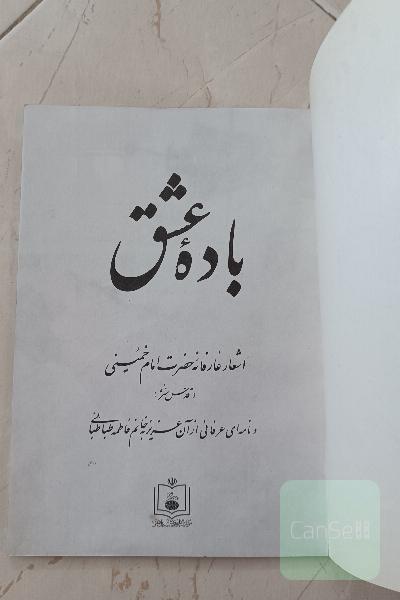 بادهٔ عشق
اشعار عارفانه حضرت امام خمینی
و نامه‌ای عرفانی از آن عزیز به خانم فاطمه طباطبائی
CanSell